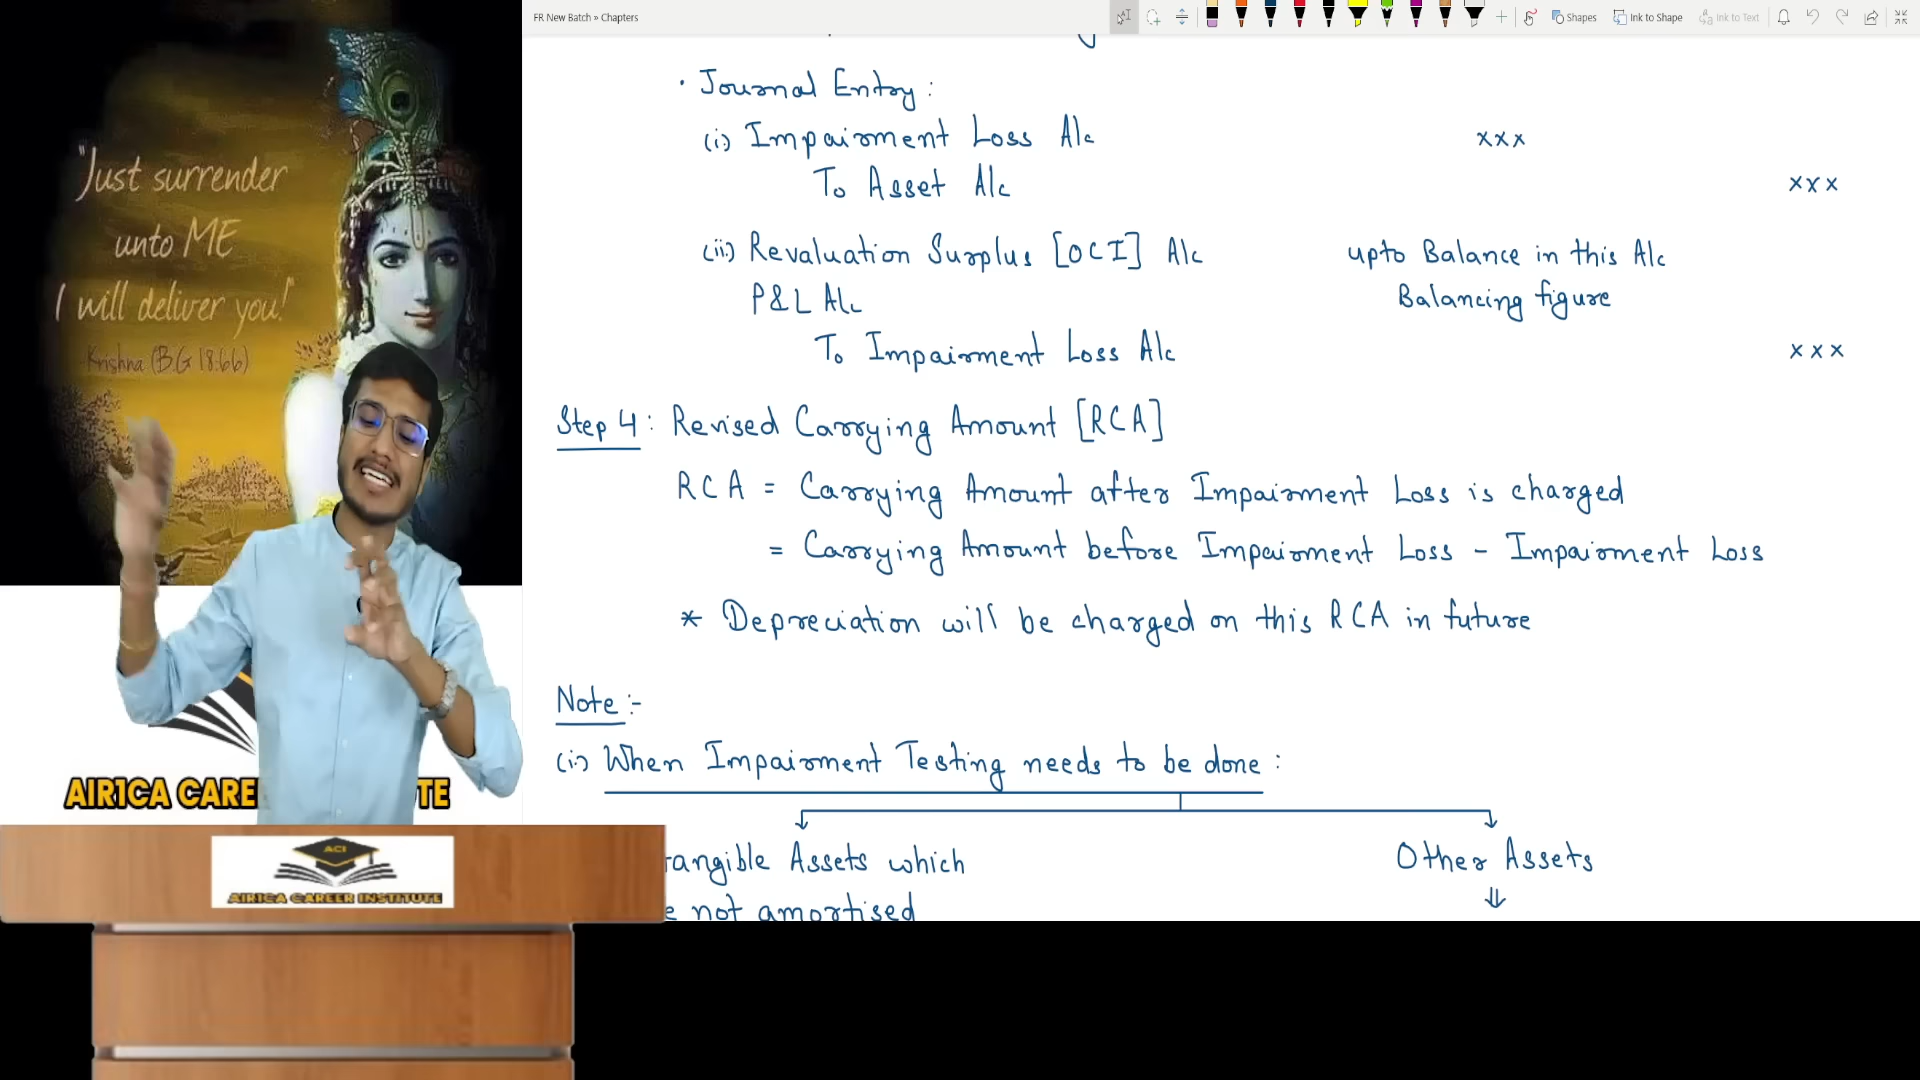 FR New Batch » Chapters
Shapes
Ink to Shape
Ink to Text
"Just surrender
unto ME
I will deliver you!"
Krishna (B.G 18:66)
• Journal Entry :
(i) Impairment Loss A/c xxx
To Asset A/c xxx
(ii) Revaluation Surplus [OCI] A/c upto Balance in this A/c
P&L A/c Balancing figure
To Impairment Loss A/c xxx
Step 4 : Revised Carrying Amount [RCA]
RCA = Carrying Amount after Impairment Loss is charged
= Carrying Amount before Impairment Loss - Impairment Loss
* Depreciation will be charged on this RCA in future
Note :-
(i) When Impairment Testing needs to be done :
tangible Assets which Other Assets
e not amortised
AIR1CA CARE TE
ACI
AIR1CA CAREER INSTITUTE